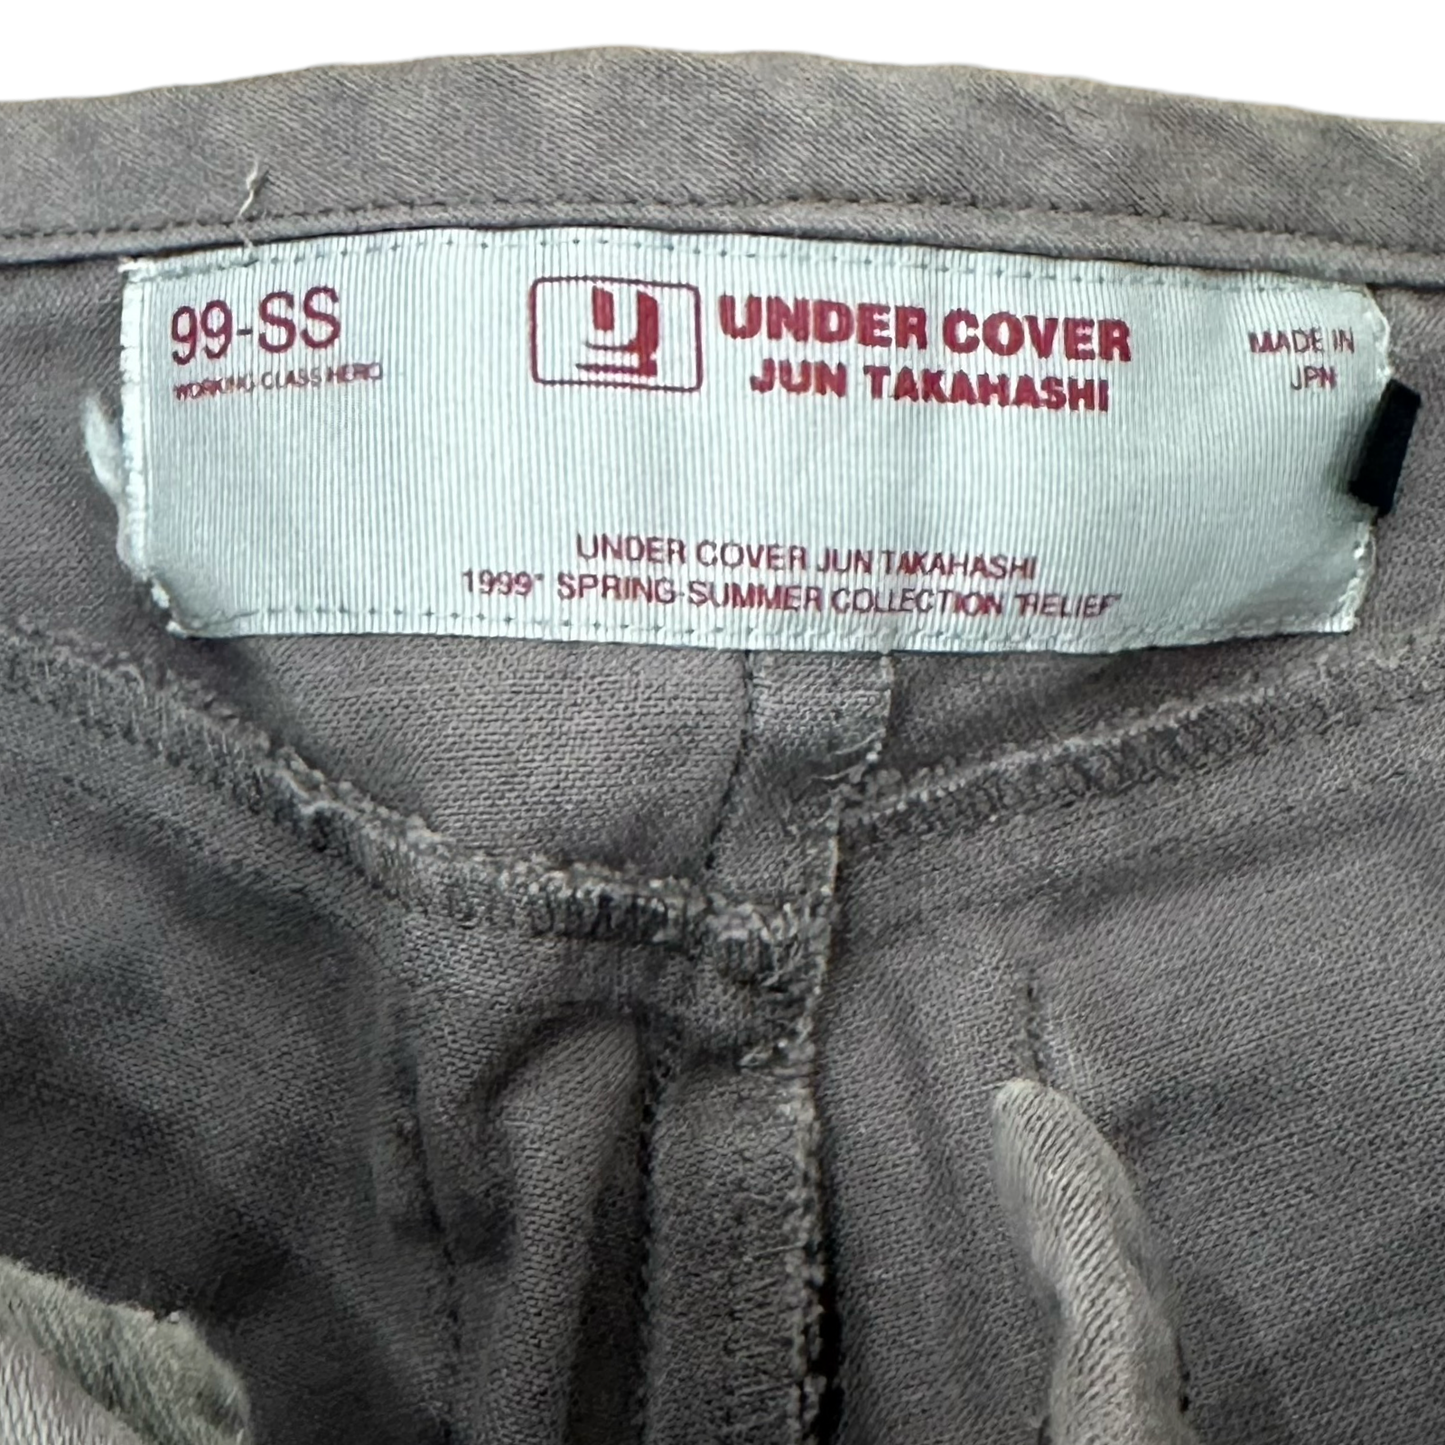 99-SS
WORKING CLASS HERO
U UNDER COVER
JUN TAKAHASHI
MADE IN
JPN
UNDER COVER JUN TAKAHASHI
1999" SPRING-SUMMER COLLECTION "RELIEF"